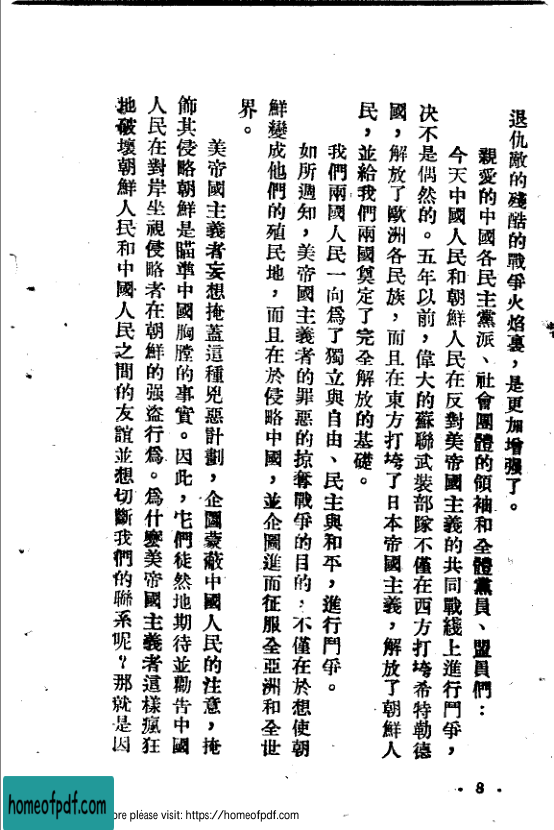 退仇敵的殘酷的戰爭火焰裏，是更加增强了。
親愛的中國各民主黨派、社會團體的領袖和全體黨員、盟員們：
今天中國人民和朝鮮人民在反對美帝國主義的共同戰綫上進行鬥爭，
决不是偶然的。五年以前，偉大的蘇聯武裝部隊不僅在西方打垮希特勒德
國，解放了歐洲各民族，而且在東方打垮了日本帝國主義，解放了朝鮮人
民，並給我們兩國奠定了完全解放的基礎。
我們兩國人民一向爲了獨立與自由、民主與和平，進行鬥爭。
如所週知，美帝國主義者的罪惡的掠奪戰爭的目的，不僅在於想使朝
鮮變成他們的殖民地，而且在於侵略中國，並企圖進而征服全亞洲和全世
界。
美帝國主義者妄想掩蓋這種兇惡計劃，企圖蒙蔽中國人民的注意，掩
飾其侵略朝鮮是瞄準中國胸膛的事實。因此，它們徒然地期待並勸告中國
人民在對岸坐視侵略者在朝鮮的强盜行爲。爲什麽美帝國主義者這樣瘋狂
地破壞朝鮮人民和中國人民之間的友誼並想切斷我們的聯系呢？那就是因
· 8 ·
homeofpdf.com
ore please visit: https://homeofpdf.com